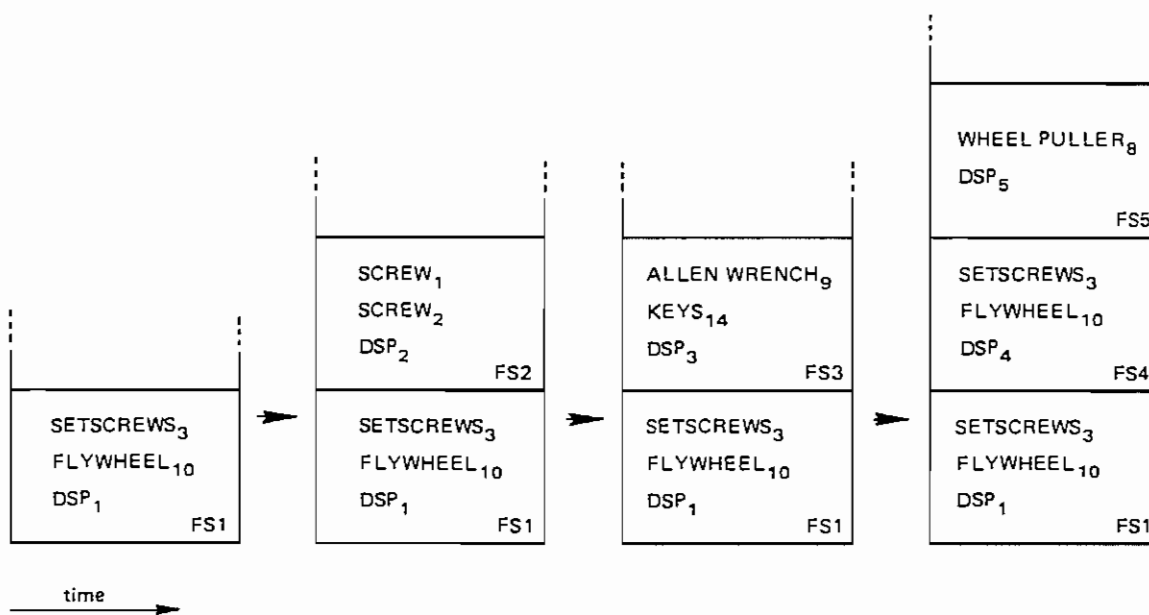 SETSCREWS3
FLYWHEEL10
DSP1
FS1
SCREW1
SCREW2
DSP2
FS2
SETSCREWS3
FLYWHEEL10
DSP1
FS1
ALLEN WRENCH9
KEYS14
DSP3
FS3
SETSCREWS3
FLYWHEEL10
DSP1
FS1
WHEEL PULLER8
DSP5
FS5
SETSCREWS3
FLYWHEEL10
DSP4
FS4
SETSCREWS3
FLYWHEEL10
DSP1
FS1
time